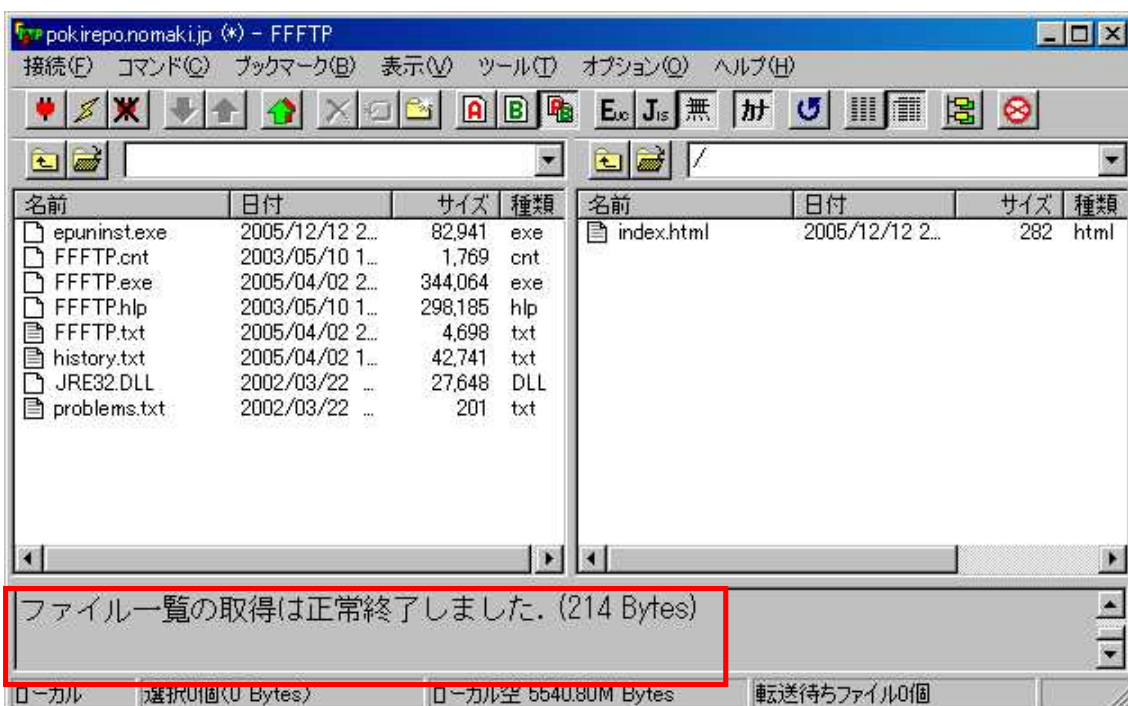 pokirepo.nomaki.jp (*) - FFFTP
接続(F) コマンド(C) ブックマーク(B) 表示(V) ツール(T) オプション(O) ヘルプ(H)
A B AB Euc Jis 無 カナ
/
名前 日付 サイズ 種類
epuninst.exe 2005/12/12 2... 82,941 exe
FFFTP.cnt 2003/05/10 1... 1,769 cnt
FFFTP.exe 2005/04/02 2... 344,064 exe
FFFTP.hlp 2003/05/10 1... 298,185 hlp
FFFTP.txt 2005/04/02 2... 4,698 txt
history.txt 2005/04/02 1... 42,741 txt
JRE32.DLL 2002/03/22 ... 27,648 DLL
problems.txt 2002/03/22 ... 201 txt
名前 日付 サイズ 種類
index.html 2005/12/12 2... 282 html
ファイル一覧の取得は正常終了しました. (214 Bytes)
ローカル 選択0個(0 Bytes) ローカル空 5540.80M Bytes 転送待ちファイル0個